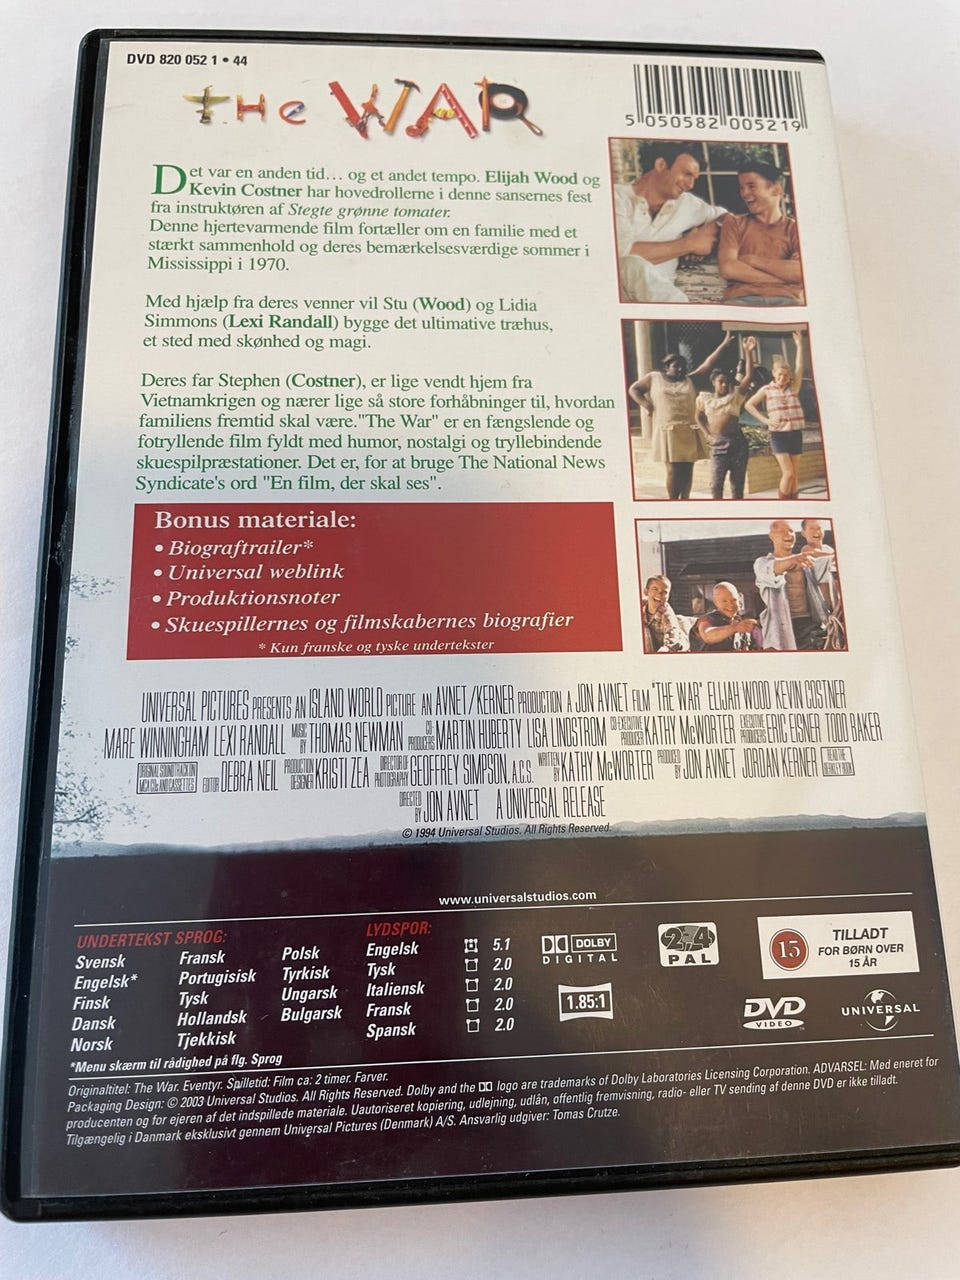 DVD 820 052 1 • 44
THE WAR
5 050582 005219
Det var en anden tid... og et andet tempo. Elijah Wood og
Kevin Costner har hovedrollerne i denne sansernes fest
fra instruktøren af Stegte grønne tomater.
Denne hjertevarmende film fortæller om en familie med et
stærkt sammenhold og deres bemærkelsesværdige sommer i
Mississippi i 1970.
Med hjælp fra deres venner vil Stu (Wood) og Lidia
Simmons (Lexi Randall) bygge det ultimative træhus,
et sted med skønhed og magi.
Deres far Stephen (Costner), er lige vendt hjem fra
Vietnamkrigen og nærer lige så store forhåbninger til, hvordan
familiens fremtid skal være."The War" er en fængslende og
fotryllende film fyldt med humor, nostalgi og tryllebindende
skuespilpræstationer. Det er, for at bruge The National News
Syndicate's ord "En film, der skal ses".
Bonus materiale:
• Biograftrailer*
• Universal weblink
• Produktionsnoter
• Skuespillernes og filmskabernes biografier
* Kun franske og tyske undertekster
UNIVERSAL PICTURES PRESENTS AN ISLAND WORLD PICTURE AN AVNET/KERNER PRODUCTION A JON AVNET FILM "THE WAR" ELIJAH WOOD KEVIN COSTNER
MARE WINNINGHAM LEXI RANDALL MUSIC BY THOMAS NEWMAN CO-PRODUCERS MARTIN HUBERTY LISA LINDSTROM CO-EXECUTIVE PRODUCER KATHY McWORTER EXECUTIVE PRODUCERS ERIC EISNER TODD BAKER
ORIGINAL SOUNDTRACK ON MCA CDs AND CASSETTES EDITOR DEBRA NEIL PRODUCTION DESIGNER KRISTI ZEA DIRECTOR OF PHOTOGRAPHY GEOFFREY SIMPSON, A.C.S. WRITTEN BY KATHY McWORTER PRODUCED BY JON AVNET JORDAN KERNER READ THE BERKLEY BOOK
DIRECTED BY JON AVNET A UNIVERSAL RELEASE
© 1994 Universal Studios. All Rights Reserved.
www.universalstudios.com
UNDERTEKST SPROG:
Svensk
Engelsk*
Finsk
Dansk
Norsk
Fransk
Portugisisk
Tysk
Hollandsk
Tjekkisk
Polsk
Tyrkisk
Ungarsk
Bulgarsk
*Menu skærm til rådighed på flg. Sprog
LYDSPOR:
Engelsk 5.1
Tysk 2.0
Italiensk 2.0
Fransk 2.0
Spansk 2.0
DOLBY
DIGITAL
1.85:1
2 4
PAL
15
TILLADT
FOR BØRN OVER
15 ÅR
DVD
VIDEO
UNIVERSAL
Originaltitel: The War. Eventyr. Spilletid: Film ca: 2 timer. Farver.
Packaging Design: © 2003 Universal Studios. All Rights Reserved. Dolby and the DD logo are trademarks of Dolby Laboratories Licensing Corporation. ADVARSEL: Med eneret for
producenten og for ejeren af det indspillede materiale. Uautoriseret kopiering, udlejning, udlån, offentlig fremvisning, radio- eller TV sending af denne DVD er ikke tilladt.
Tilgængelig i Danmark eksklusivt gennem Universal Pictures (Denmark) A/S. Ansvarlig udgiver: Tomas Crutze.